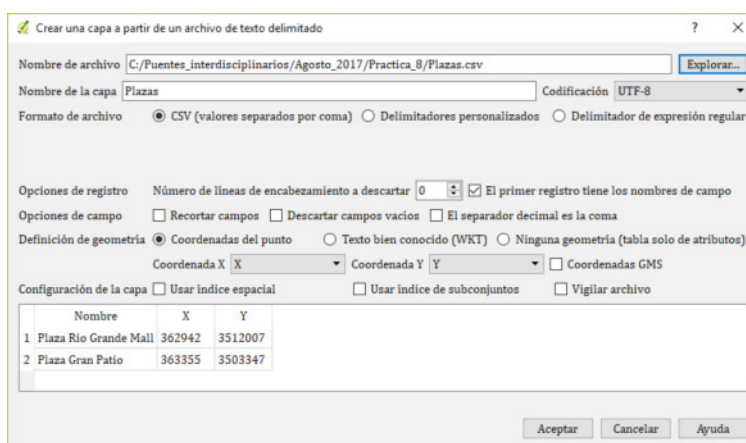 Crear una capa a partir de un archivo de texto delimitado ? ×
Nombre de archivo C:/Puentes_interdisciplinarios/Agosto_2017/Practica_8/Plazas.csv Explorar...
Nombre de la capa Plazas Codificación UTF-8
Formato de archivo CSV (valores separados por coma) Delimitadores personalizados Delimitador de expresión regular
Opciones de registro Número de líneas de encabezamiento a descartar 0 El primer registro tiene los nombres de campo
Opciones de campo Recortar campos Descartar campos vacíos El separador decimal es la coma
Definición de geometría Coordenadas del punto Texto bien conocido (WKT) Ninguna geometría (tabla solo de atributos)
Coordenada X X Coordenada Y Y Coordenadas GMS
Configuración de la capa Usar índice espacial Usar índice de subconjuntos Vigilar archivo
Nombre X Y
1 Plaza Rio Grande Mall 362942 3512007
2 Plaza Gran Patio 363355 3503347
Aceptar Cancelar Ayuda